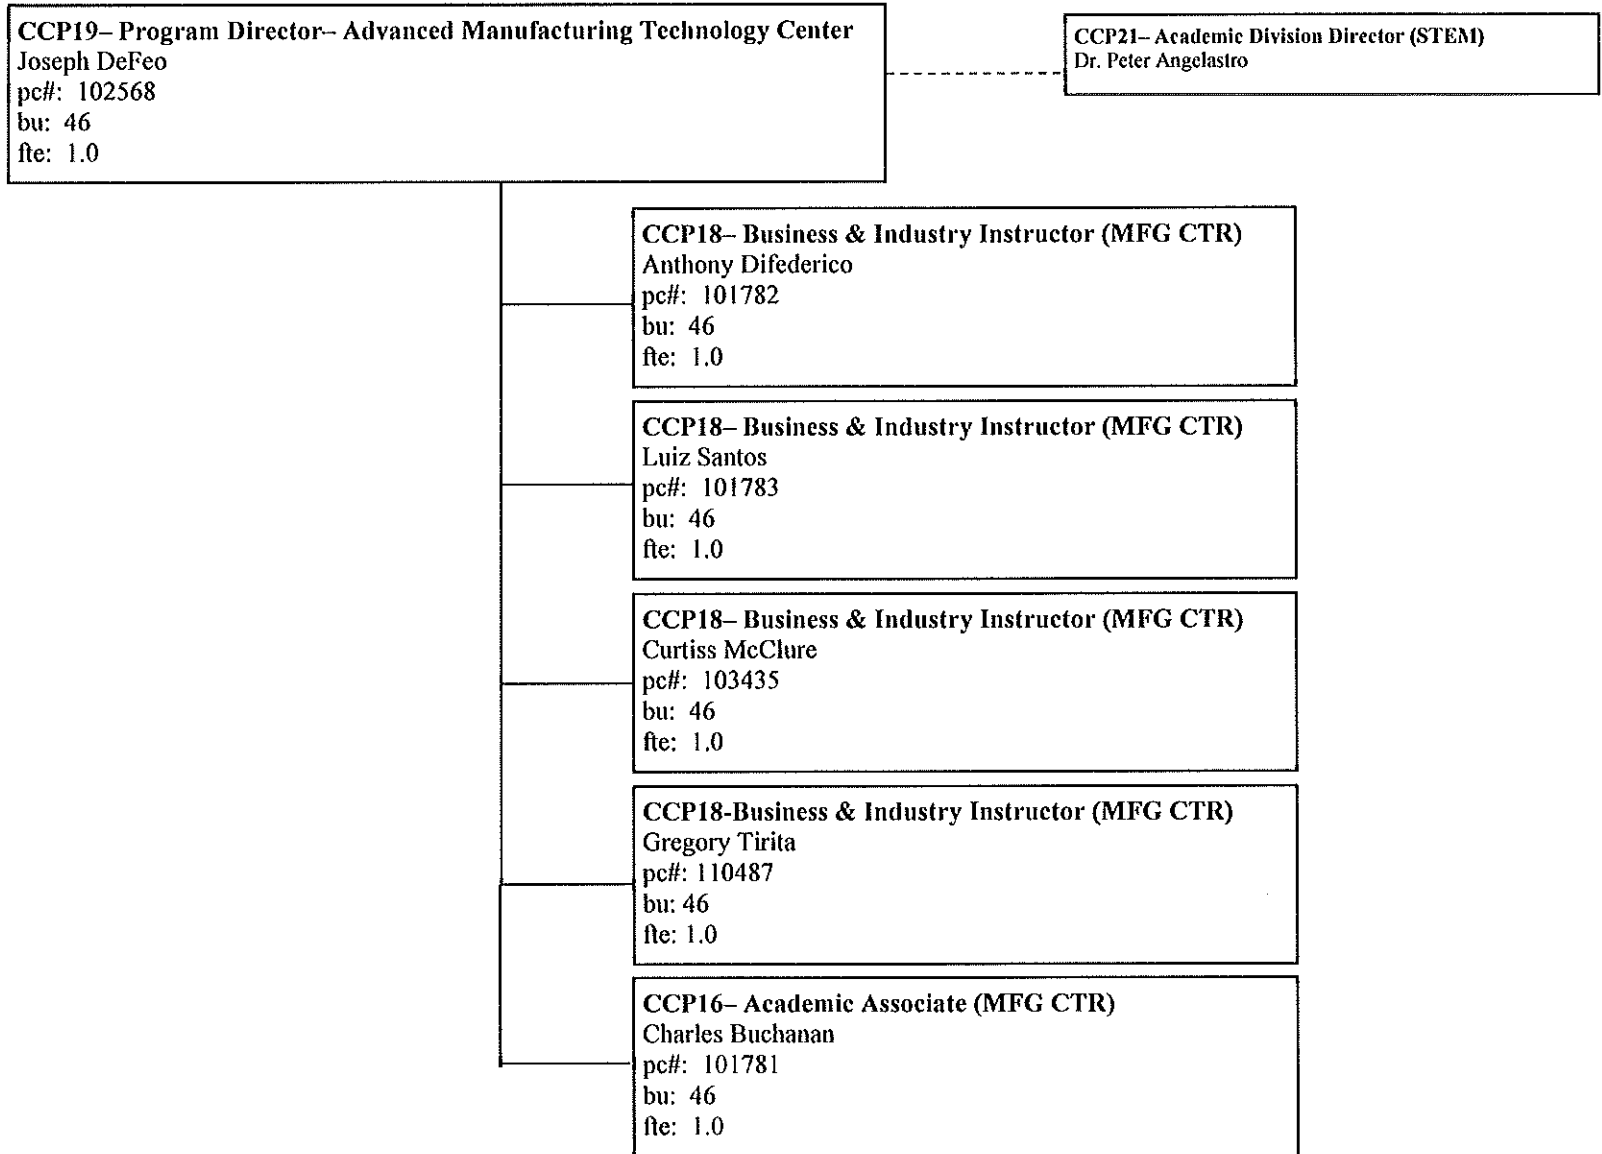 CCP19– Program Director– Advanced Manufacturing Technology Center
Joseph DeFeo
pc#: 102568
bu: 46
fte: 1.0
CCP21– Academic Division Director (STEM)
Dr. Peter Angelastro
CCP18– Business & Industry Instructor (MFG CTR)
Anthony Difederico
pc#: 101782
bu: 46
fte: 1.0
CCP18– Business & Industry Instructor (MFG CTR)
Luiz Santos
pc#: 101783
bu: 46
fte: 1.0
CCP18– Business & Industry Instructor (MFG CTR)
Curtiss McClure
pc#: 103435
bu: 46
fte: 1.0
CCP18-Business & Industry Instructor (MFG CTR)
Gregory Tirita
pc#: 110487
bu: 46
fte: 1.0
CCP16– Academic Associate (MFG CTR)
Charles Buchanan
pc#: 101781
bu: 46
fte: 1.0